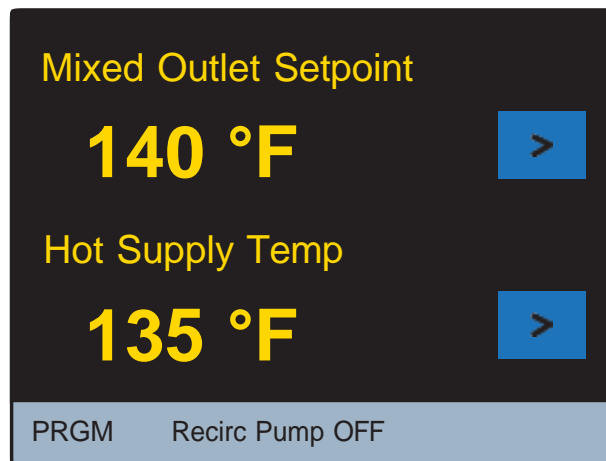 Mixed Outlet Setpoint
140 °F >
Hot Supply Temp
135 °F >
PRGM Recirc Pump OFF